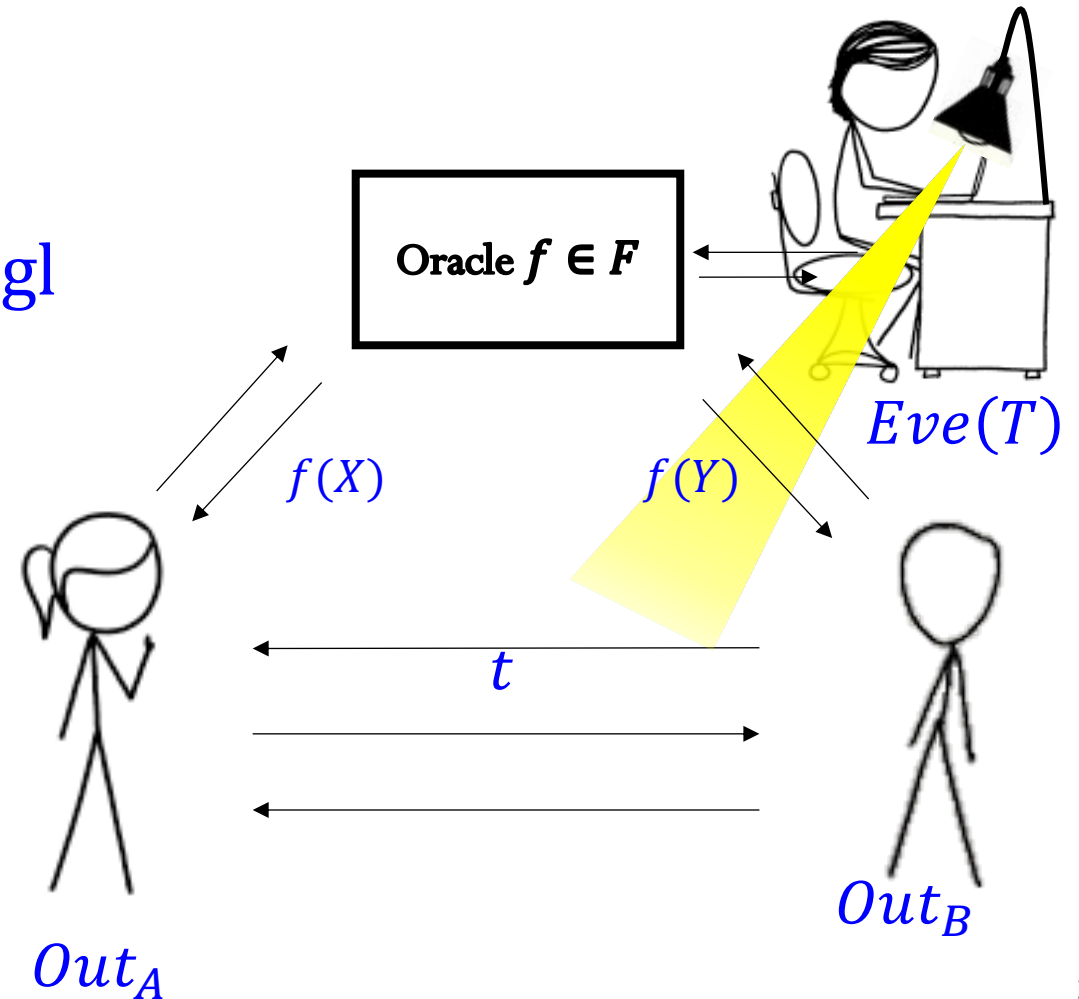 Oracle f ∈ F
gl
Eve(T)
f(X)
f(Y)
t
Out_B
Out_A